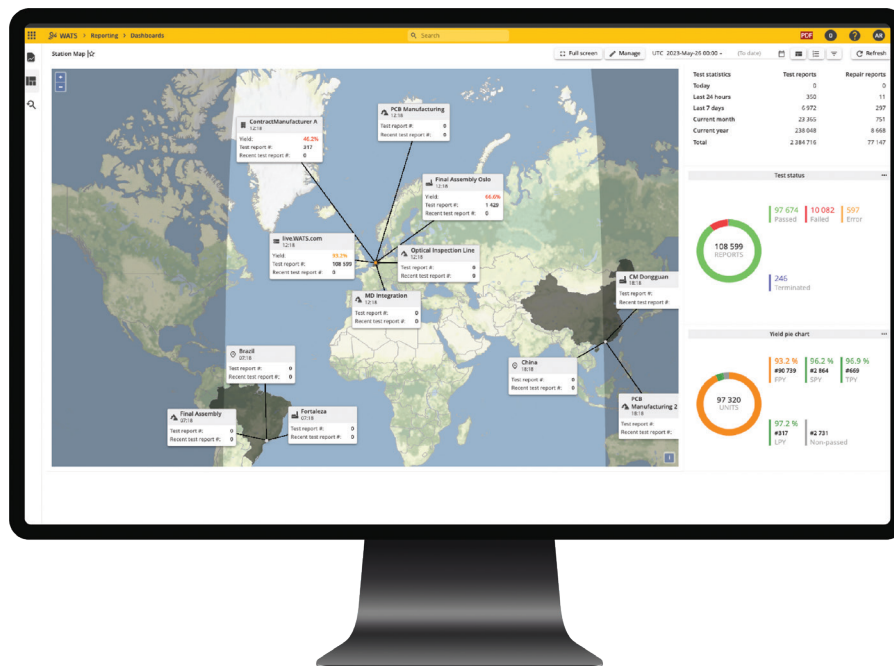 WATS > Reporting > Dashboards
Search
PDF
0
?
AR
Station Map
Full screen
Manage
UTC 2023-May-26 00:00 -
(To date)
Refresh
+
−
ContractManufacturer A
12:18
Yield: 46.2%
Test report #: 317
Recent test report #: 0
PCB Manufacturing
12:18
Test report #: 0
Recent test report #: 0
Final Assembly Oslo
12:18
Yield: 66.6%
Test report #: 1 420
Recent test report #: 0
live.WATS.com
12:18
Yield: 93.2%
Test report #: 108 599
Recent test report #: 0
Optical Inspection Line
12:18
Test report #: 0
Recent test report #: 0
MD Integration
12:18
Test report #: 0
Recent test report #: 0
CM Dongguan
18:18
Test report #:
Recent test report #:
Brazil
07:18
Test report #: 0
Recent test report #: 0
China
18:18
Test report #: 0
Recent test report #: 0
Final Assembly
07:18
Test report #: 0
Recent test report #: 0
Fortaleza
07:18
Test report #: 0
Recent test report #: 0
PCB
Manufacturing 2
18:18
Test report #:
Recent test report #:
i
Test statistics Test reports Repair reports
Today 0 0
Last 24 hours 350 11
Last 7 days 6 972 297
Current month 23 365 751
Current year 238 048 8 668
Total 2 384 716 77 147
Test status
108 599
REPORTS
97 674 10 082 597
Passed Failed Error
246
Terminated
Yield pie chart
97 320
UNITS
93.2 % 96.2 % 96.9 %
#90 739 #2 864 #669
FPY SPY TPY
97.2 %
#317 #2 731
LPY Non-passed